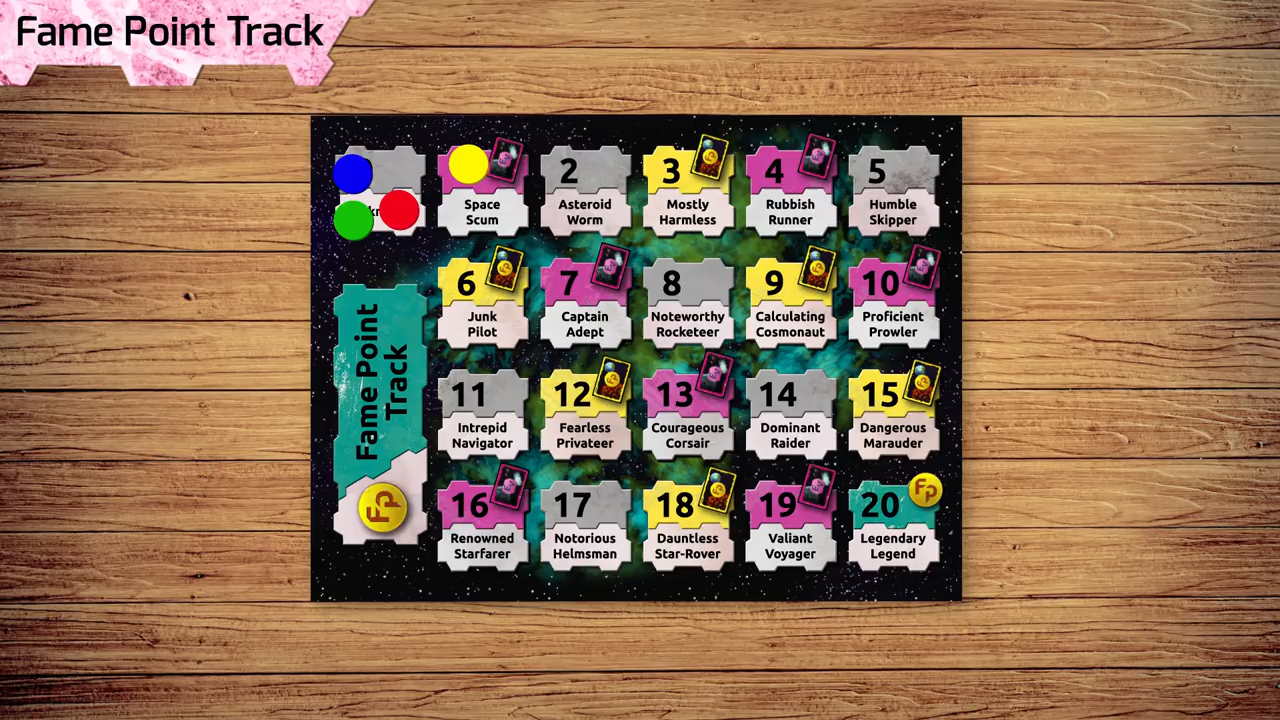 Fame Point Track
Space
Scum
2
Asteroid
Worm
3
Mostly
Harmless
4
Rubbish
Runner
5
Humble
Skipper
6
Junk
Pilot
7
Captain
Adept
8
Noteworthy
Rocketeer
9
Calculating
Cosmonaut
10
Proficient
Prowler
Fame Point
Track
FP
11
Intrepid
Navigator
12
Fearless
Privateer
13
Courageous
Corsair
14
Dominant
Raider
15
Dangerous
Marauder
16
Renowned
Starfarer
17
Notorious
Helmsman
18
Dauntless
Star-Rover
19
Valiant
Voyager
20
FP
Legendary
Legend